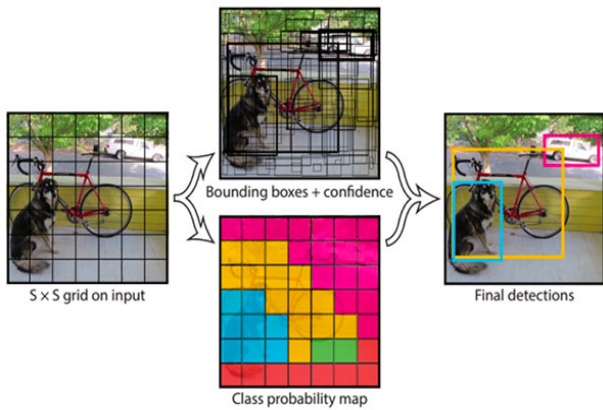 Bounding boxes + confidence
S × S grid on input
Final detections
Class probability map